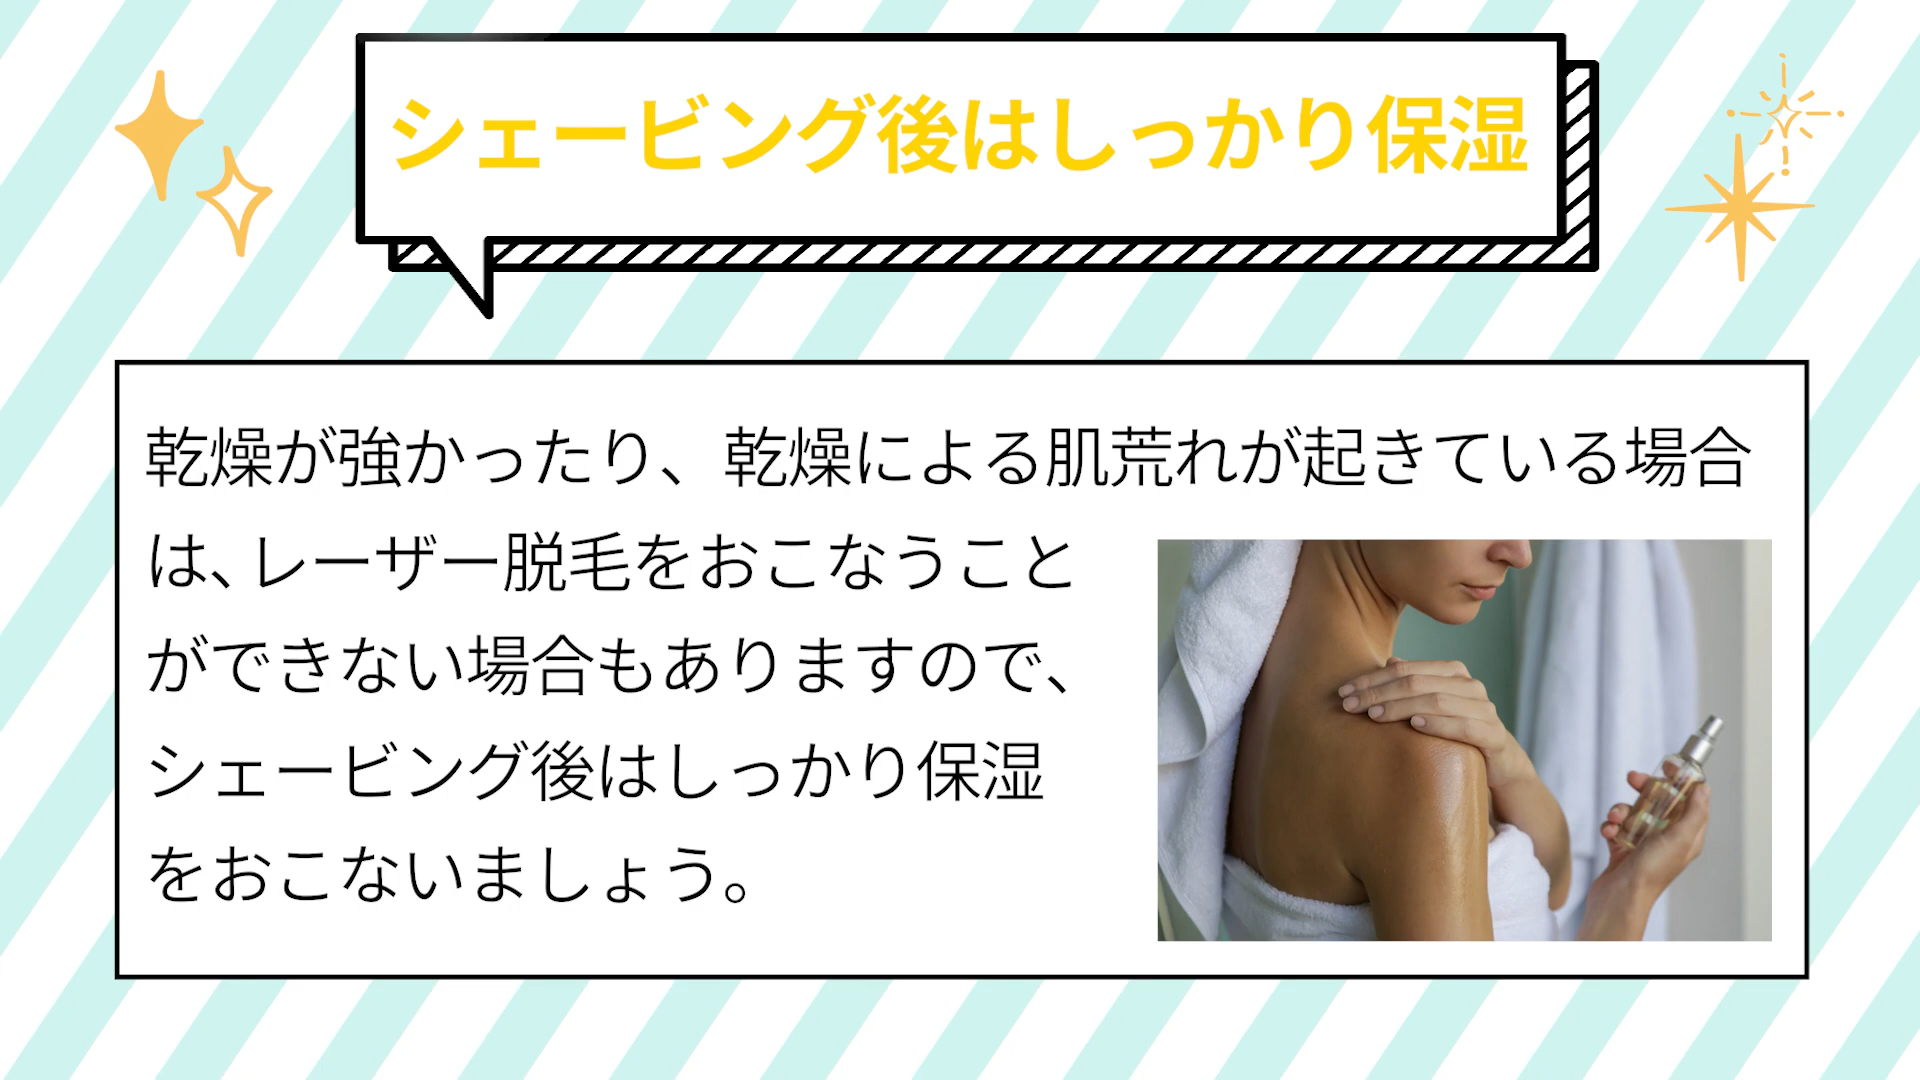 シェービング後はしっかり保湿
乾燥が強かったり、乾燥による肌荒れが起きている場合
は、レーザー脱毛をおこなうこと
ができない場合もありますので、
シェービング後はしっかり保湿
をおこないましょう。